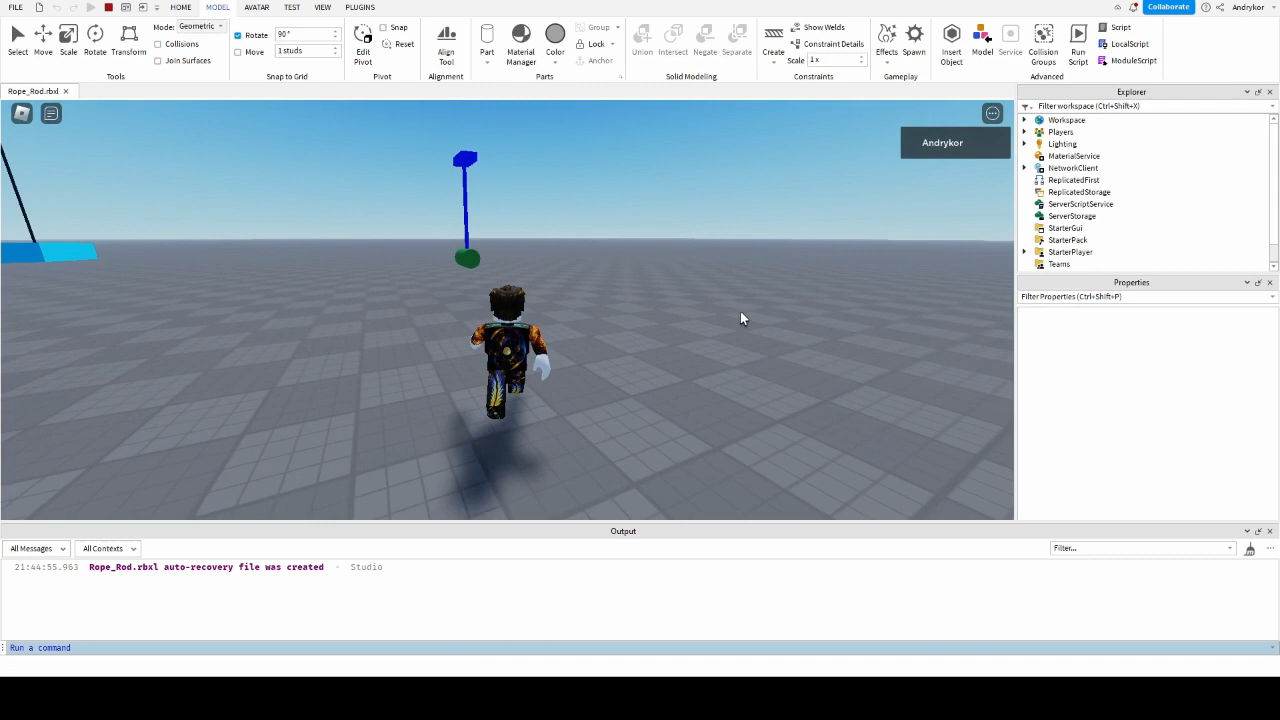 FILE HOME MODEL AVATAR TEST VIEW PLUGINS Collaborate Andrykor
Select Move Scale Rotate Transform
Mode: Geometric
Collisions
Join Surfaces
Tools
Rotate 90°
Move 1 studs
Snap to Grid
Edit Pivot
Snap
Reset
Pivot
Align Tool
Alignment
Part
Material Manager
Color
Group
Lock
Anchor
Parts
Union Intersect Negate Separate
Solid Modeling
Create
Show Welds
Constraint Details
Scale 1 x
Constraints
Effects Spawn
Gameplay
Insert Object
Model
Service
Collision Groups
Run Script
Script
LocalScript
ModuleScript
Advanced
Rope_Rod.rbxl
Andrykor
Explorer
Filter workspace (Ctrl+Shift+X)
Workspace
Players
Lighting
MaterialService
NetworkClient
ReplicatedFirst
ReplicatedStorage
ServerScriptService
ServerStorage
StarterGui
StarterPack
StarterPlayer
Teams
Properties
Filter Properties (Ctrl+Shift+P)
Output
All Messages All Contexts Filter...
21:44:55.963 Rope_Rod.rbxl auto-recovery file was created - Studio
Run a command